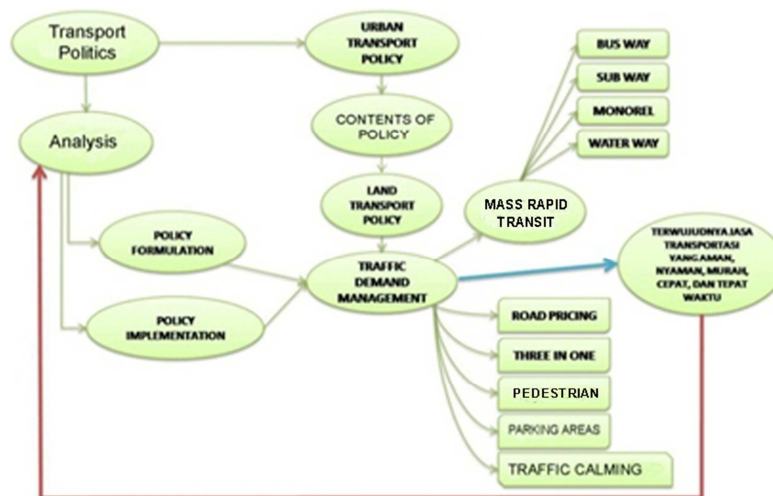 Transport
Politics
URBAN
TRANSPORT
POLICY
BUS WAY
SUB WAY
MONOREL
WATER WAY
Analysis
CONTENTS OF
POLICY
LAND
TRANSPORT
POLICY
MASS RAPID
TRANSIT
POLICY
FORMULATION
TRAFFIC
DEMAND
MANAGEMENT
TERWUJUDNYA JASA
TRANSPORTASI
YANG AMAN,
NYAMAN, MURAH,
CEPAT, DAN TEPAT
WAKTU
POLICY
IMPLEMENTATION
ROAD PRICING
THREE IN ONE
PEDESTRIAN
PARKING AREAS
TRAFFIC CALMING